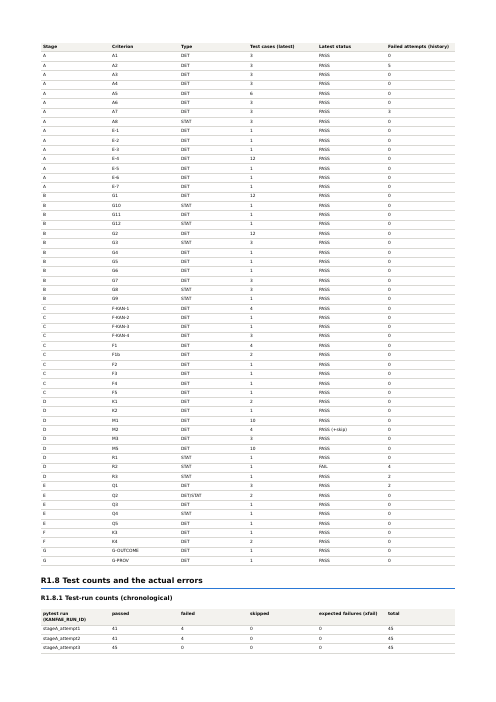 Stage Criterion Type Test cases (latest) Latest status Failed attempts (history)
A A1 DET 3 PASS 0
A A2 DET 3 PASS 5
A A3 DET 3 PASS 0
A A4 DET 3 PASS 0
A A5 DET 6 PASS 0
A A6 DET 3 PASS 0
A A7 DET 3 PASS 3
A A8 STAT 3 PASS 0
A E-1 DET 1 PASS 0
A E-2 DET 1 PASS 0
A E-3 DET 1 PASS 0
A E-4 DET 12 PASS 0
A E-5 DET 1 PASS 0
A E-6 DET 1 PASS 0
A E-7 DET 1 PASS 0
B G1 DET 12 PASS 0
B G10 STAT 1 PASS 0
B G11 DET 1 PASS 0
B G12 STAT 1 PASS 0
B G2 DET 12 PASS 0
B G3 STAT 3 PASS 0
B G4 DET 1 PASS 0
B G5 DET 1 PASS 0
B G6 DET 1 PASS 0
B G7 DET 3 PASS 0
B G8 STAT 3 PASS 0
B G9 STAT 1 PASS 0
C F-KAN-1 DET 4 PASS 0
C F-KAN-2 DET 1 PASS 0
C F-KAN-3 DET 1 PASS 0
C F-KAN-4 DET 3 PASS 0
C F1 DET 4 PASS 0
C F1b DET 2 PASS 0
C F2 DET 1 PASS 0
C F3 DET 1 PASS 0
C F4 DET 1 PASS 0
C F5 DET 1 PASS 0
D K1 DET 2 PASS 0
D K2 DET 1 PASS 0
D M1 DET 10 PASS 0
D M2 DET 4 PASS (+skip) 0
D M3 DET 3 PASS 0
D M5 DET 10 PASS 0
D R1 STAT 1 PASS 0
D R2 STAT 1 FAIL 4
D R3 STAT 1 PASS 2
E Q1 DET 3 PASS 2
E Q2 DET/STAT 2 PASS 0
E Q3 DET 1 PASS 0
E Q4 STAT 1 PASS 0
E Q5 DET 1 PASS 0
F K3 DET 1 PASS 0
F K4 DET 2 PASS 0
G G-OUTCOME DET 1 PASS 0
G G-PROV DET 1 PASS 0
R1.8 Test counts and the actual errors
R1.8.1 Test-run counts (chronological)
pytest run passed failed skipped expected failures (xfail) total
(KANFAE_RUN_ID)
stageA_attempt1 41 4 0 0 45
stageA_attempt2 41 4 0 0 45
stageA_attempt3 45 0 0 0 45